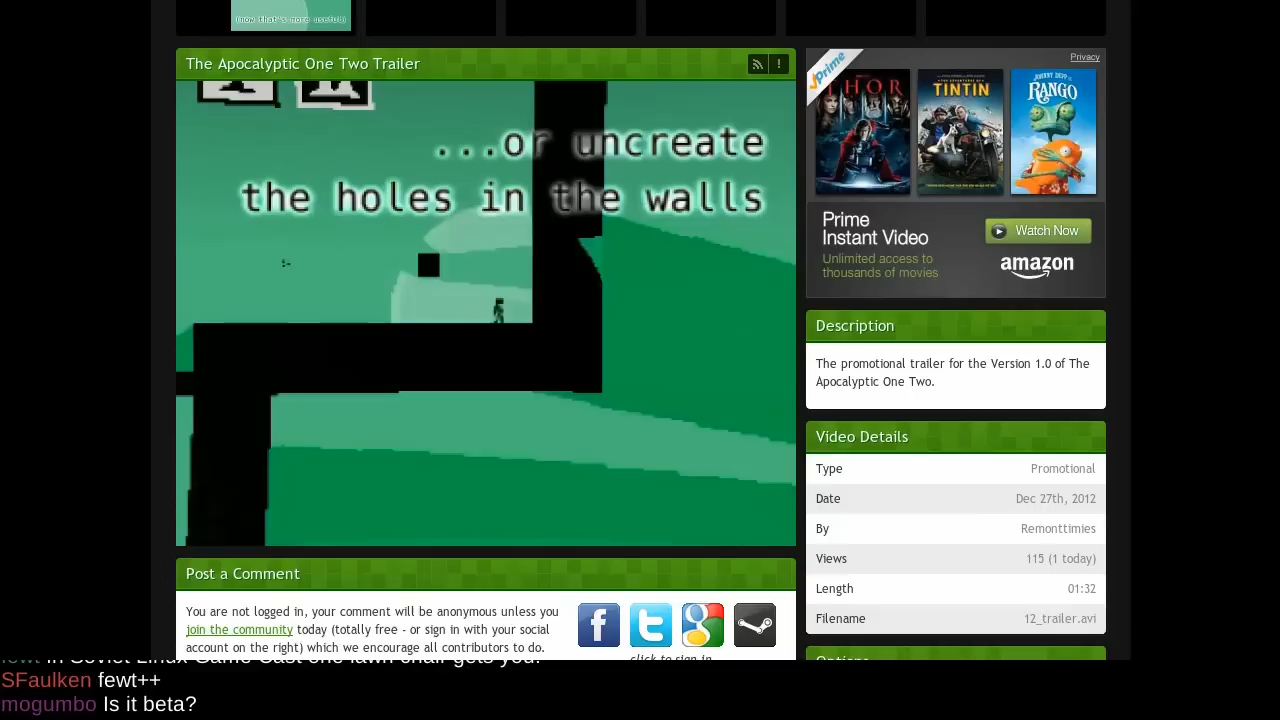 (now that's more useful)
The Apocalyptic One Two Trailer
!
...or uncreate
the holes in the walls
Prime
Privacy
THOR
TINTIN
JOHNNY DEPP IS
RANGO
Prime
Instant Video
Unlimited access to
thousands of movies
Watch Now
amazon
Description
The promotional trailer for the Version 1.0 of The
Apocalyptic One Two.
Video Details
Type Promotional
Date Dec 27th, 2012
By Remonttimies
Views 115 (1 today)
Length 01:32
Filename 12_trailer.avi
Options
Post a Comment
You are not logged in, your comment will be anonymous unless you
join the community today (totally free - or sign in with your social
account on the right) which we encourage all contributors to do.
click to sign in
fewt In Soviet Linux Game Cast one lawn chair gets you!
SFaulken fewt++
mogumbo Is it beta?